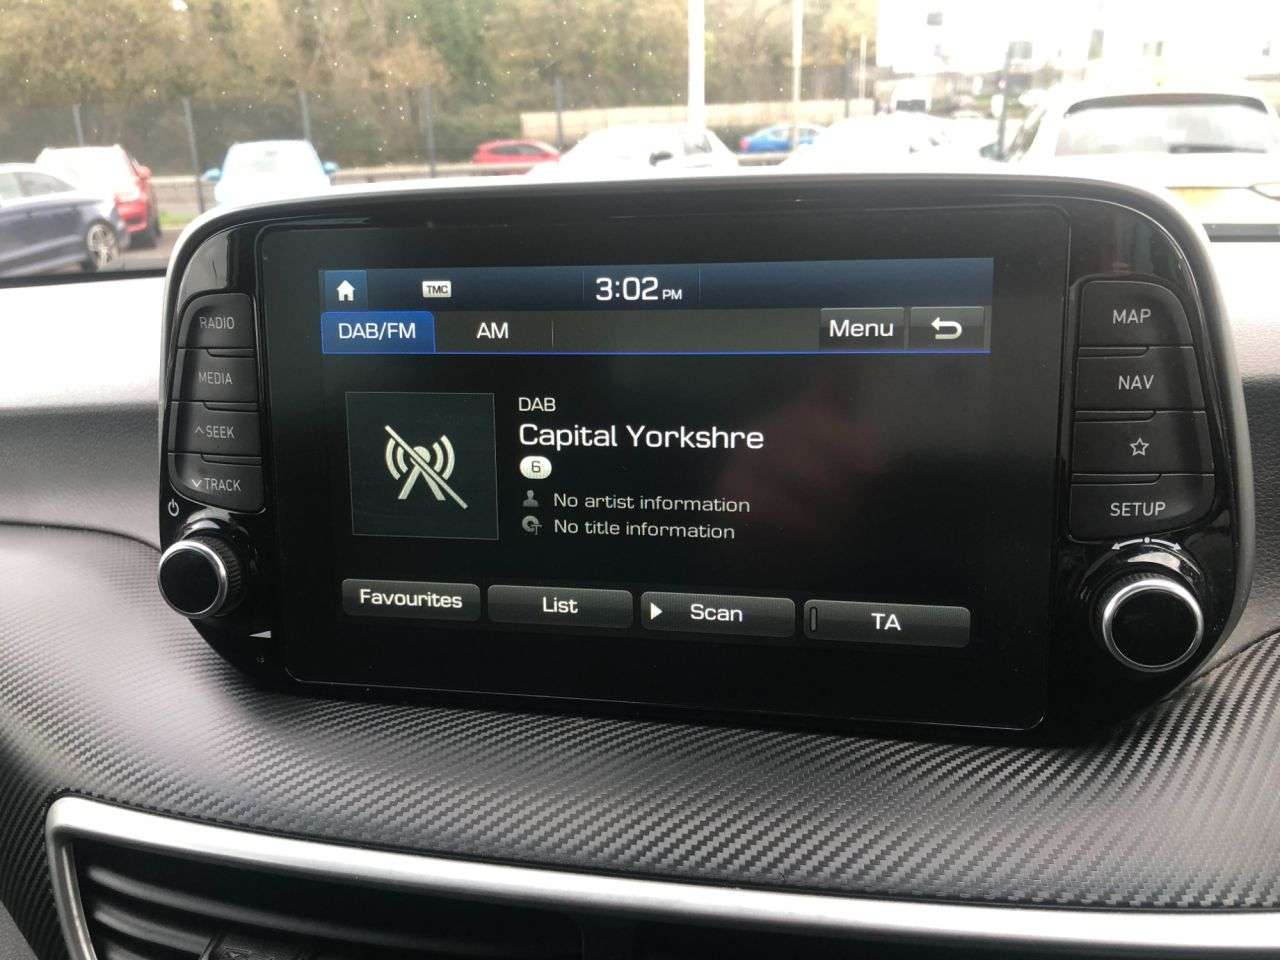 TMC
3:02 PM
DAB/FM
AM
Menu
DAB
Capital Yorkshre
6
No artist information
No title information
Favourites
List
Scan
TA
RADIO
MEDIA
SEEK
TRACK
MAP
NAV
SETUP